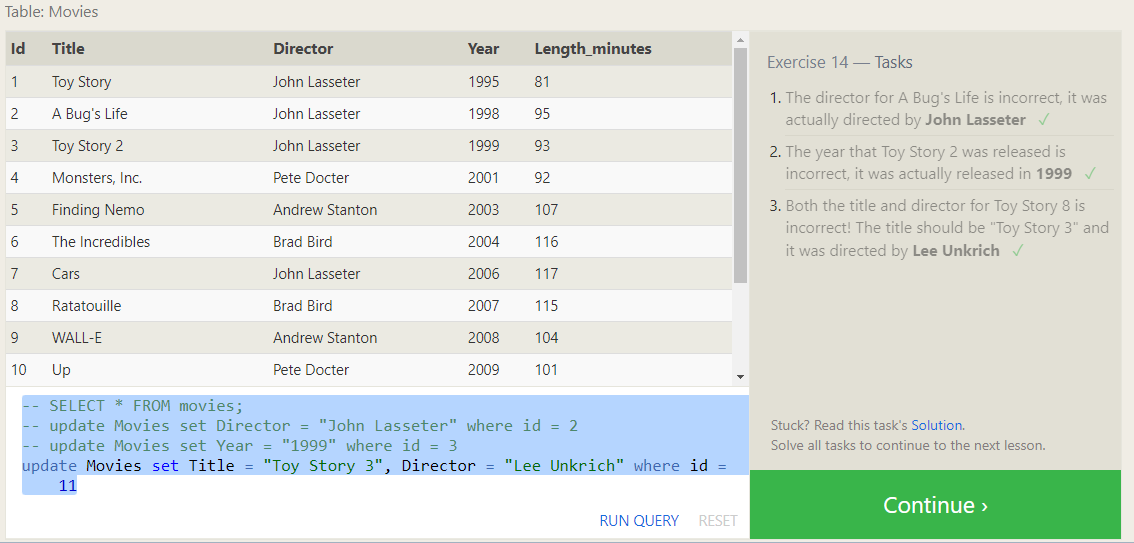 Table: Movies
Id Title Director Year Length_minutes
1 Toy Story John Lasseter 1995 81
2 A Bug's Life John Lasseter 1998 95
3 Toy Story 2 John Lasseter 1999 93
4 Monsters, Inc. Pete Docter 2001 92
5 Finding Nemo Andrew Stanton 2003 107
6 The Incredibles Brad Bird 2004 116
7 Cars John Lasseter 2006 117
8 Ratatouille Brad Bird 2007 115
9 WALL-E Andrew Stanton 2008 104
10 Up Pete Docter 2009 101
-- SELECT * FROM movies;
-- update Movies set Director = "John Lasseter" where id = 2
-- update Movies set Year = "1999" where id = 3
update Movies set Title = "Toy Story 3", Director = "Lee Unkrich" where id =
11
RUN QUERY RESET
Exercise 14 — Tasks
1. The director for A Bug's Life is incorrect, it was
actually directed by John Lasseter ✓
2. The year that Toy Story 2 was released is
incorrect, it was actually released in 1999 ✓
3. Both the title and director for Toy Story 8 is
incorrect! The title should be "Toy Story 3" and
it was directed by Lee Unkrich ✓
Stuck? Read this task's Solution.
Solve all tasks to continue to the next lesson.
Continue ›